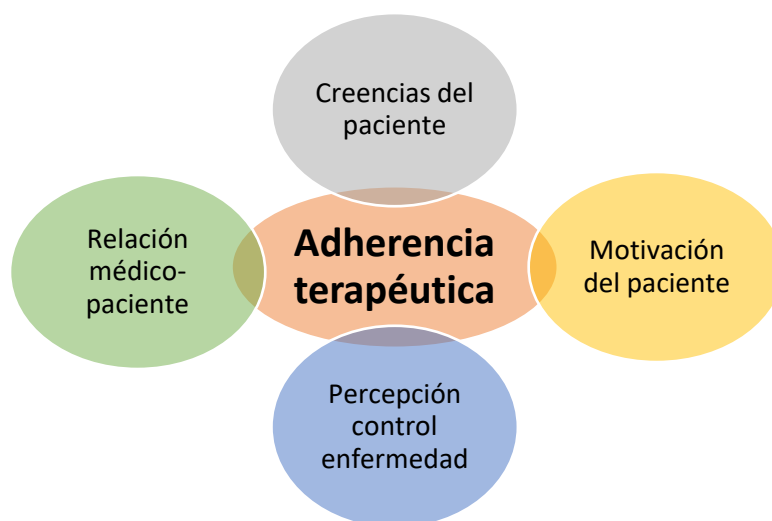 Creencias del
paciente
Relación
médico-
paciente
Adherencia
terapéutica
Motivación
del paciente
Percepción
control
enfermedad